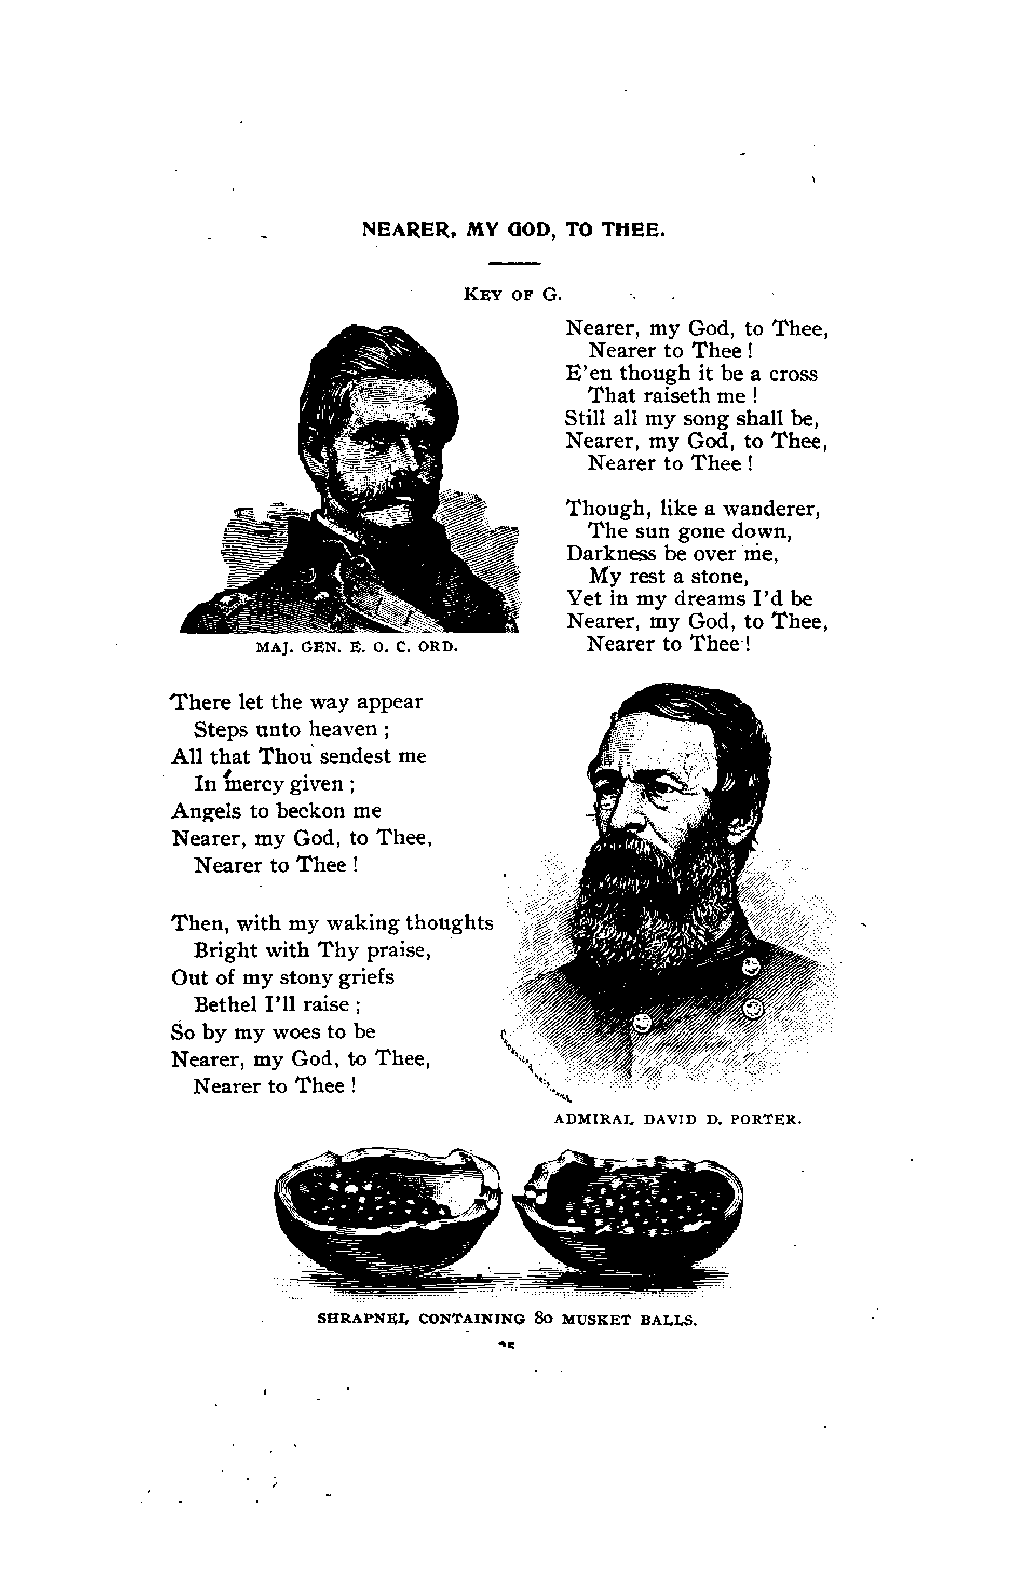 NEARER, MY GOD, TO THEE.
KEY OF G.
Nearer, my God, to Thee,
Nearer to Thee !
E'en though it be a cross
That raiseth me !
Still all my song shall be,
Nearer, my God, to Thee,
Nearer to Thee !
Though, like a wanderer,
The sun gone down,
Darkness be over me,
My rest a stone,
Yet in my dreams I'd be
Nearer, my God, to Thee,
Nearer to Thee !
MAJ. GEN. E. O. C. ORD.
There let the way appear
Steps unto heaven ;
All that Thou sendest me
In mercy given ;
Angels to beckon me
Nearer, my God, to Thee,
Nearer to Thee !
Then, with my waking thoughts
Bright with Thy praise,
Out of my stony griefs
Bethel I'll raise ;
So by my woes to be
Nearer, my God, to Thee,
Nearer to Thee !
ADMIRAL DAVID D. PORTER.
SHRAPNEL CONTAINING 80 MUSKET BALLS.